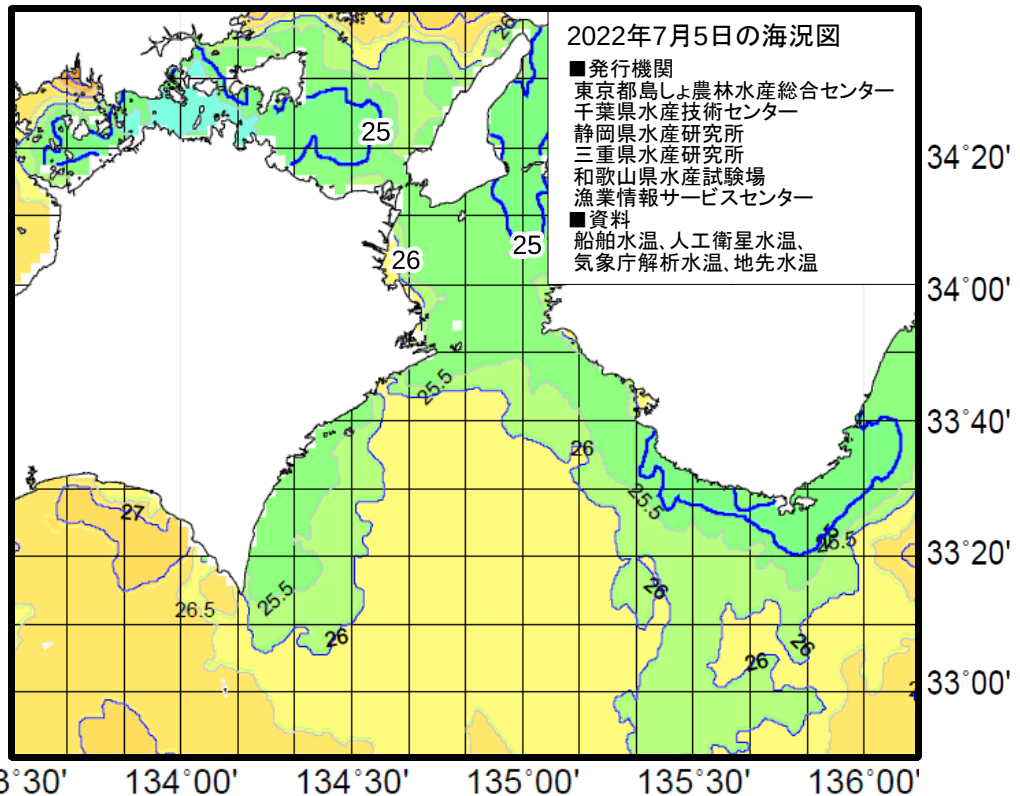 2022年7月5日の海況図
■発行機関
東京都島しょ農林水産総合センター
千葉県水産技術センター
静岡県水産研究所
三重県水産研究所
和歌山県水産試験場
漁業情報サービスセンター
■資料
船舶水温、人工衛星水温、
気象庁解析水温、地先水温
25
34°20'
25
26
34°00'
25.5
33°40'
26
25.5
27
25.5
33°20'
26
25.5
26.5
26
26
26
33°00'
3°30'
134°00'
134°30'
135°00'
135°30'
136°00'